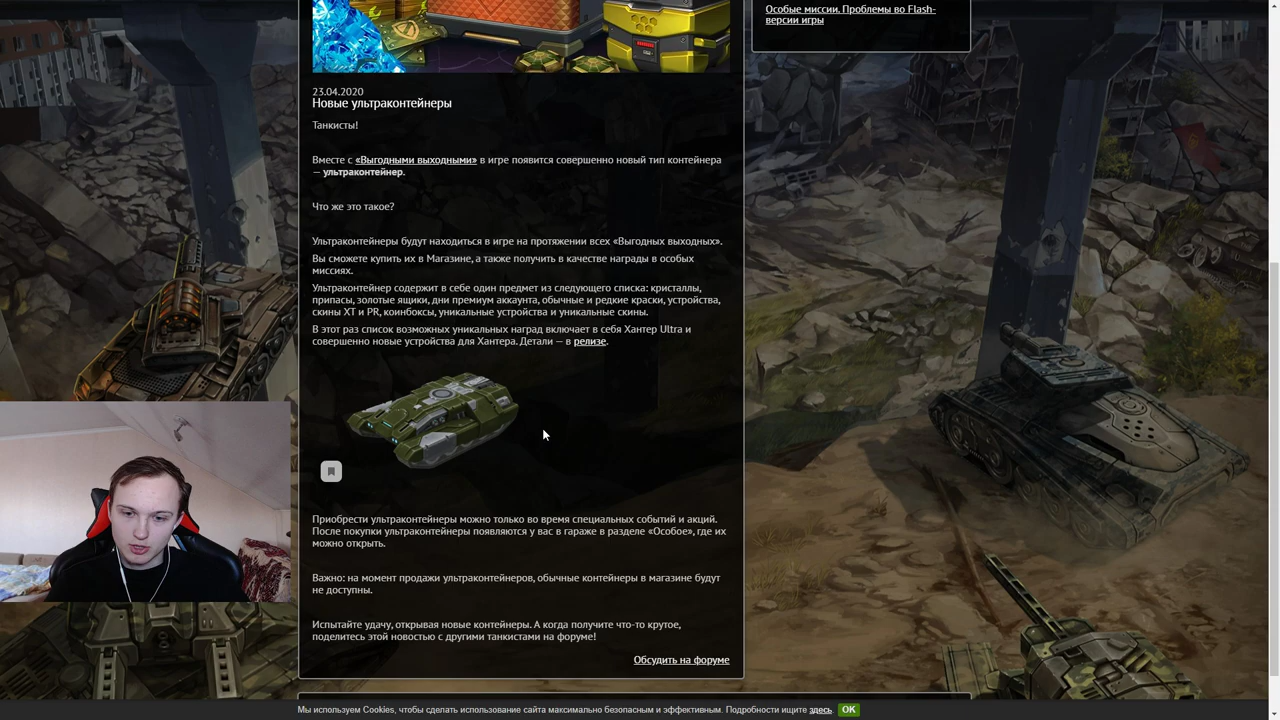 Особые миссии. Проблемы во Flash-
версии игры
23.04.2020
Новые ультраконтейнеры
Танкисты!
Вместе с «Выгодными выходными» в игре появится совершенно новый тип контейнера
— ультраконтейнер.
Что же это такое?
Ультраконтейнеры будут находиться в игре на протяжении всех «Выгодных выходных».
Вы сможете купить их в Магазине, а также получить в качестве награды в особых
миссиях.
Ультраконтейнер содержит в себе один предмет из следующего списка: кристаллы,
припасы, золотые ящики, дни премиум аккаунта, обычные и редкие краски, устройства,
скины XT и PR, коинбоксы, уникальные устройства и уникальные скины.
В этот раз список возможных уникальных наград включает в себя Хантер Ultra и
совершенно новые устройства для Хантера. Детали — в релизе.
Приобрести ультраконтейнеры можно только во время специальных событий и акций.
После покупки ультраконтейнеры появляются у вас в гараже в разделе «Особое», где их
можно открыть.
Важно: на момент продажи ультраконтейнеров, обычные контейнеры в магазине будут
не доступны.
Испытайте удачу, открывая новые контейнеры. А когда получите что-то крутое,
поделитесь этой новостью с другими танкистами на форуме!
Обсудить на форуме
Мы используем Cookies, чтобы сделать использование сайта максимально безопасным и эффективным. Подробности ищите здесь. OK